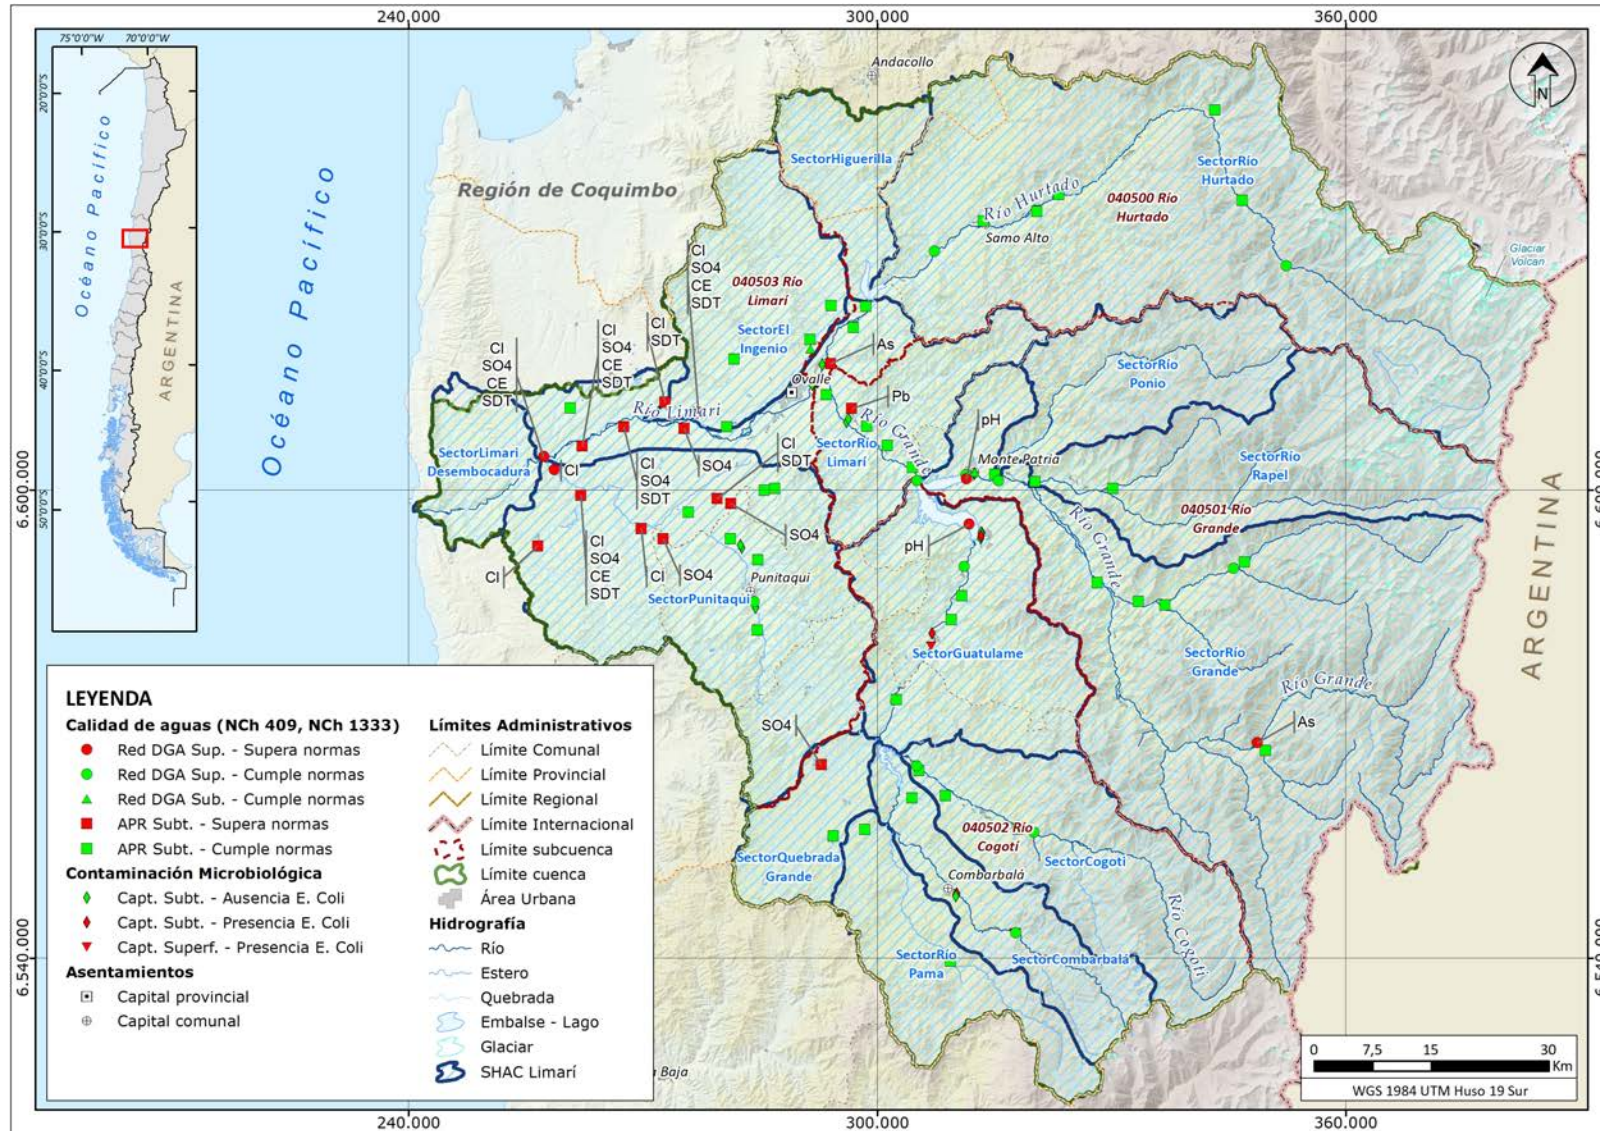 240.000
300.000
360.000
75°0'0"W
70°0'0"W
20°0'0"S
30°0'0"S
40°0'0"S
50°0'0"S
Océano Pacífico
ARGENTINA
Océano Pacífico
Región de Coquimbo
Andacollo
N
SectorHiguerilla
SectorRío
Hurtado
Río Hurtado
040500 Río
Hurtado
Samo Alto
Glaciar
Volcan
Cl
SO4
CE
SDT
040503 Río
Limarí
SectorEl
Ingenio
Cl
SDT
Cl
SO4
CE
SDT
Cl
SO4
CE
SDT
As
Ovalle
SectorRío
Ponio
Río Limari
Pb
Río Grande
pH
SectorRío
Limarí
Monte Patria
SectorLimari
Desembocadura
Cl
Cl
SO4
SDT
SO4
Cl
SDT
SectorRío
Rapel
040501 Río
Grande
6.600.000
6.600.000
SO4
Río Grande
pH
Cl
Cl
SO4
CE
SDT
Cl
SO4
Punitaqui
SectorPunitaqui
SectorGuatulame
SectorRío
Grande
Río Grande
ARGENTINA
SO4
As
040502 Río
Cogotí
SectorCogoti
SectorQuebrada
Grande
Combarbalá
Río Cogoti
SectorRío
Pama
SectorCombarbalá
6.540.000
6.540.000
a Baja
LEYENDA
Calidad de aguas (NCh 409, NCh 1333)
Red DGA Sup. - Supera normas
Red DGA Sup. - Cumple normas
Red DGA Sub. - Cumple normas
APR Subt. - Supera normas
APR Subt. - Cumple normas
Contaminación Microbiológica
Capt. Subt. - Ausencia E. Coli
Capt. Subt. - Presencia E. Coli
Capt. Superf. - Presencia E. Coli
Asentamientos
Capital provincial
Capital comunal
Límites Administrativos
Límite Comunal
Límite Provincial
Límite Regional
Límite Internacional
Límite subcuenca
Límite cuenca
Área Urbana
Hidrografía
Río
Estero
Quebrada
Embalse - Lago
Glaciar
SHAC Limarí
0 7,5 15 30
Km
WGS 1984 UTM Huso 19 Sur
240.000
300.000
360.000